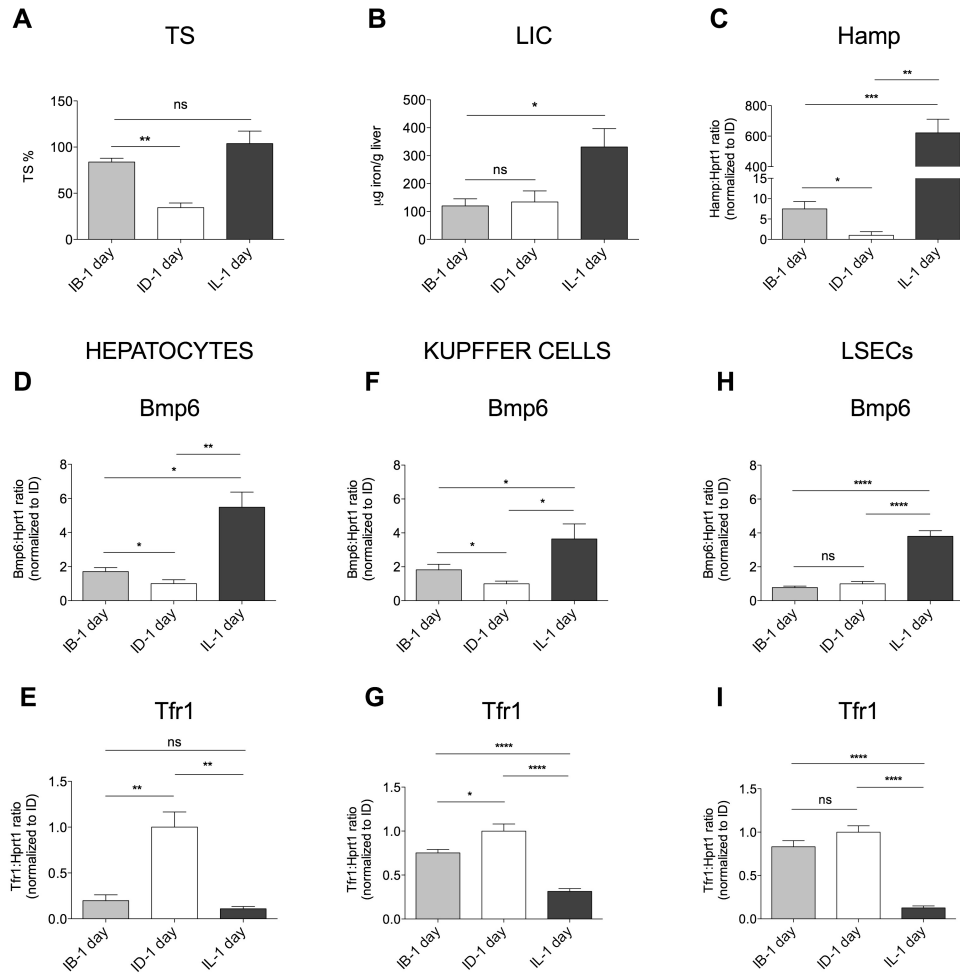 A
TS
TS %
150
100
50
0
ns
**
IB-1 day
ID-1 day
IL-1 day
B
LIC
µg iron/g liver
500
400
300
200
100
0
*
ns
IB-1 day
ID-1 day
IL-1 day
C
Hamp
Hamp:Hprt1 ratio
(normalized to ID)
800
600
400
15
10
5
0
**
***
*
IB-1 day
ID-1 day
IL-1 day
HEPATOCYTES
KUPFFER CELLS
LSECs
D
Bmp6
Bmp6:Hprt1 ratio
(normalized to ID)
8
6
4
2
0
**
*
*
IB-1 day
ID-1 day
IL-1 day
F
Bmp6
Bmp6:Hprt1 ratio
(normalized to ID)
8
6
4
2
0
*
*
*
IB-1 day
ID-1 day
IL-1 day
H
Bmp6
Bmp6:Hprt1 ratio
(normalized to ID)
8
6
4
2
0
****
****
ns
IB-1 day
ID-1 day
IL-1 day
E
Tfr1
Tfr1:Hprt1 ratio
(normalized to ID)
1.5
1.0
0.5
0.0
ns
**
**
IB-1 day
ID-1 day
IL-1 day
G
Tfr1
Tfr1:Hprt1 ratio
(normalized to ID)
1.5
1.0
0.5
0.0
****
****
*
IB-1 day
ID-1 day
IL-1 day
I
Tfr1
Tfr1:Hprt1 ratio
(normalized to ID)
1.5
1.0
0.5
0.0
****
****
ns
IB-1 day
ID-1 day
IL-1 day